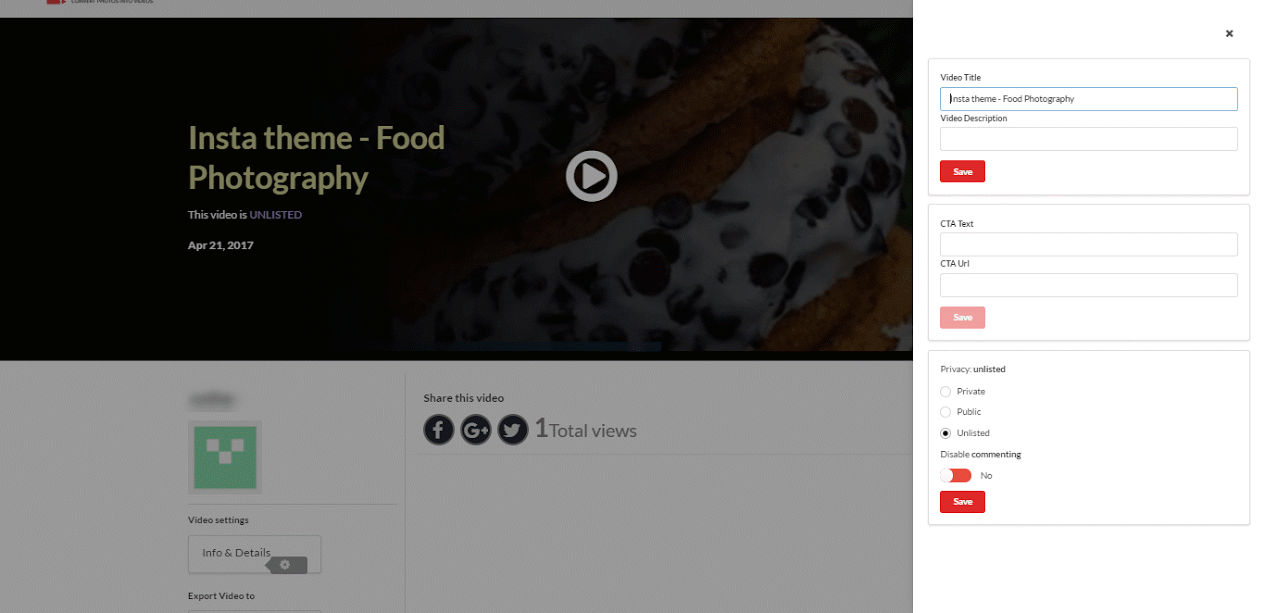 CONVERT PHOTOS INTO VIDEOS
Insta theme - Food
Photography
This video is UNLISTED
Apr 21, 2017
Share this video
1 Total views
Video settings
Info & Details
Export Video to
×
Video Title
Insta theme - Food Photography
Video Description
Save
CTA Text
CTA Url
Save
Privacy: unlisted
Private
Public
Unlisted
Disable commenting
No
Save